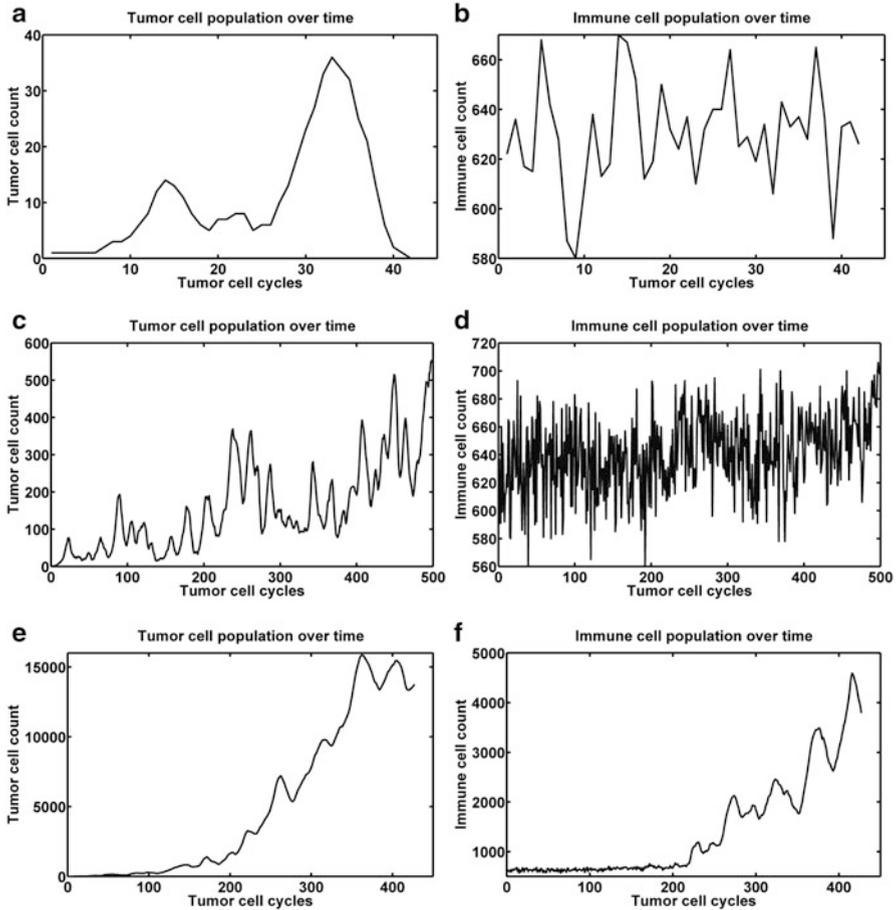 a
Tumor cell population over time
Tumor cell count
40
30
20
10
0
0 10 20 30 40
Tumor cell cycles
b
Immune cell population over time
Immune cell count
660
640
620
600
580
0 10 20 30 40
Tumor cell cycles
c
Tumor cell population over time
Tumor cell count
600
500
400
300
200
100
0
0 100 200 300 400 500
Tumor cell cycles
d
Immune cell population over time
Immune cell count
720
700
680
660
640
620
600
580
560
0 100 200 300 400 500
Tumor cell cycles
e
Tumor cell population over time
Tumor cell count
15000
10000
5000
0
0 100 200 300 400
Tumor cell cycles
f
Immune cell population over time
Immune cell count
5000
4000
3000
2000
1000
0 100 200 300 400
Tumor cell cycles